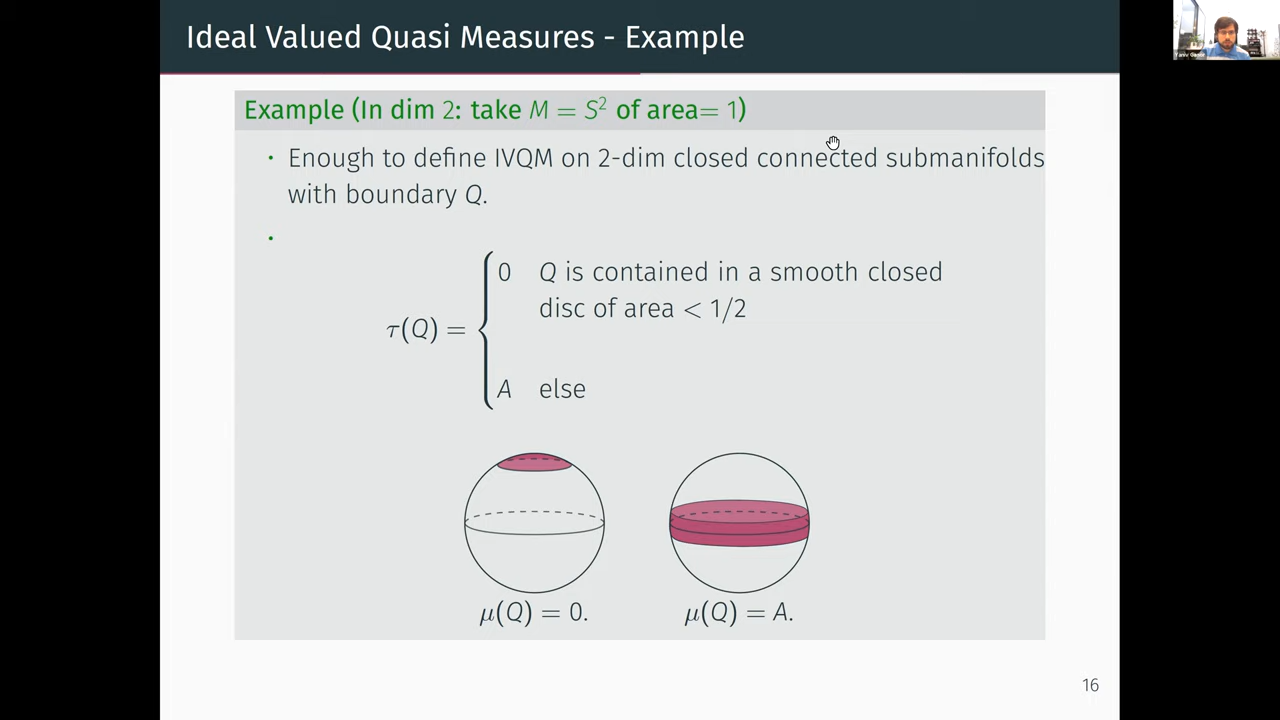 Ideal Valued Quasi Measures - Example
Example (In dim 2: take M = S² of area= 1)
• Enough to define IVQM on 2-dim closed connected submanifolds
with boundary Q.
•
τ(Q) = { 0 Q is contained in a smooth closed
disc of area < 1/2
A else
μ(Q) = 0. μ(Q) = A.
16